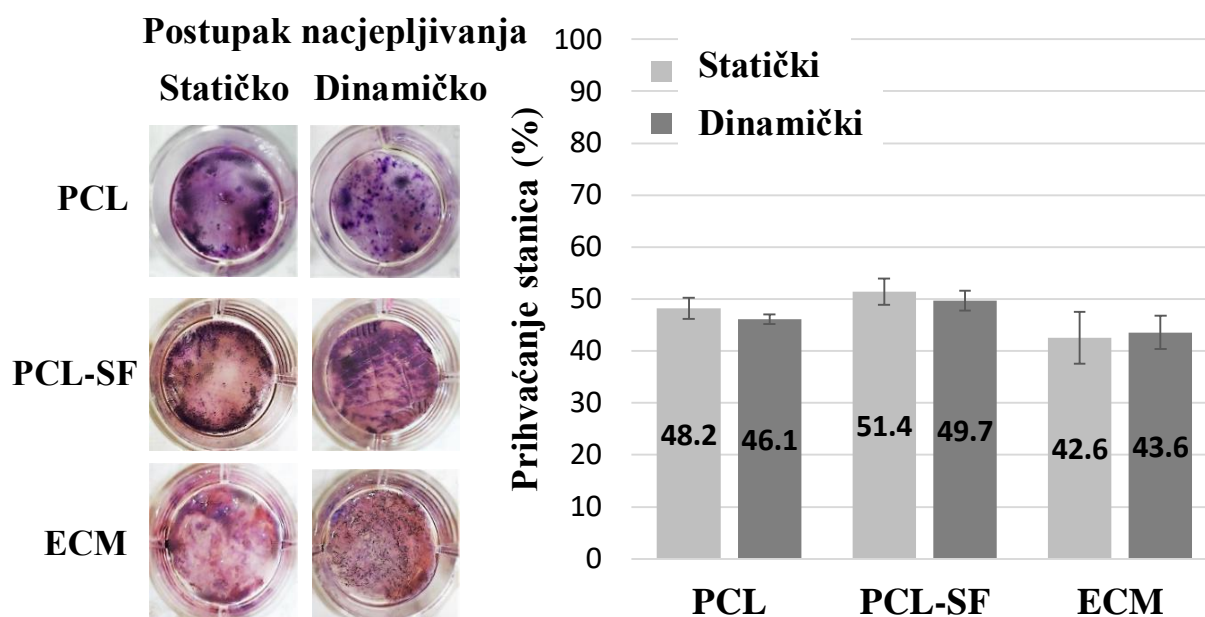 Postupak nacjepljivanja
Statičko Dinamičko
PCL
PCL-SF
ECM
Prihvaćanje stanica (%)
100
90
80
70
60
50
40
30
20
10
0
Statički
Dinamički
48.2 46.1 51.4 49.7 42.6 43.6
PCL PCL-SF ECM